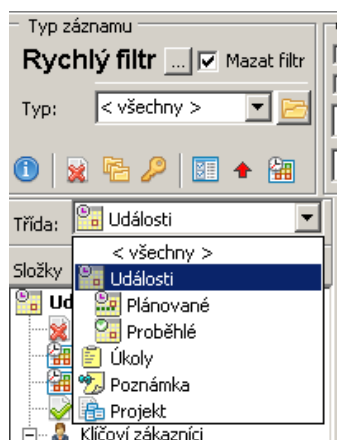 Typ záznamu
Rychlý filtr ... Mazat filtr
Typ: < všechny >
Třída: Události
< všechny >
Složky
Události
Plánované
Proběhlé
Úkoly
Poznámka
Projekt
Klíčoví zákazníci